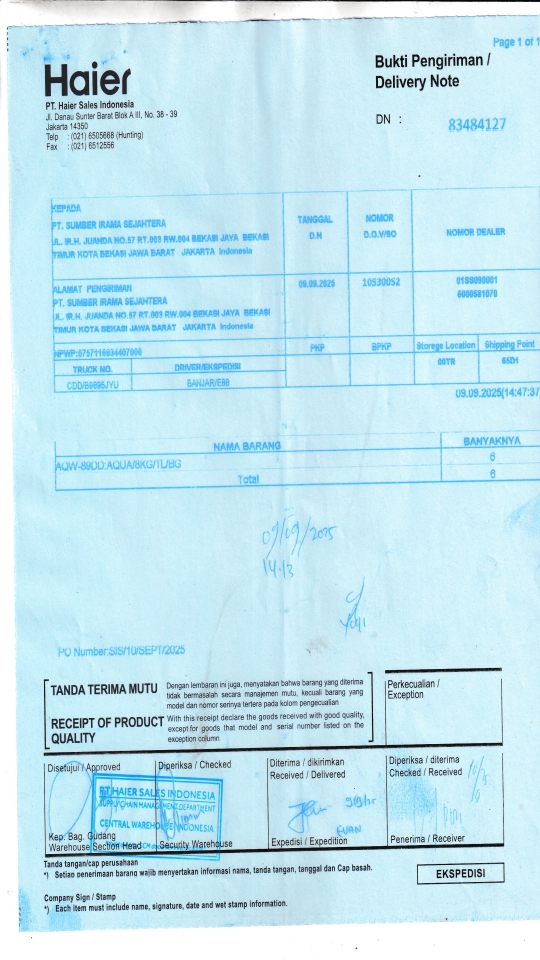 Page 1 of 1
Haier
Bukti Pengiriman /
Delivery Note
PT. Haier Sales Indonesia
Jl. Danau Sunter Barat Blok A III, No. 38 - 39
Jakarta 14350
Telp : (021) 6505668 (Hunting)
Fax : (021) 6512556
DN : 83484127
KEPADA
PT. SUMBER IRAMA SEJAHTERA
JL. IR.H. JUANDA NO.57 RT.003 RW.004 BEKASI JAYA BEKASI
TIMUR KOTA BEKASI JAWA BARAT JAKARTA Indonesia
TANGGAL
D.N
NOMOR
D.O.V/SO
NOMOR DEALER
ALAMAT PENGIRIMAN
PT. SUMBER IRAMA SEJAHTERA
JL. IR.H. JUANDA NO.57 RT.003 RW.004 BEKASI JAYA BEKASI
TIMUR KOTA BEKASI JAWA BARAT JAKARTA Indonesia
09.09.2025
10530052
NPWP:
PKP
BPKP
Storege Location
Shipping Point
TRUCK NO.
DRIVER/EKSPEDISI
BANJAR/
09.09.2025(14:47:37
NAMA BARANG
BANYAKNYA
AQW-89DD:AQUA/8KG/TL/BG
6
Total
6
09/09/2025
14.13
Yogi
PO Number:SIS/10/SEPT/2025
TANDA TERIMA MUTU
Dengan lembaran ini juga, menyatakan bahwa barang yang diterima
tidak bermasalah secara manajemen mutu, kecuali barang yang
model dan nomor serinya tertera pada kolom pengecualian
RECEIPT OF PRODUCT
QUALITY
With this receipt declare the goods received with good quality,
except for goods that model and serial number listed on the
exception column
Perkecualian /
Exception
Disetujui / Approved
Diperiksa / Checked
Diterima / dikirimkan
Received / Delivered
Diperiksa / diterima
Checked / Received
PT HAIER SALES INDONESIA
SUPPLY CHAIN MANAGEMENT DEPARTMENT
CENTRAL WAREHOUSE INDONESIA
EVAN
Kep. Bag. Gudang
Warehouse Section Head
Security Warehouse
Expedisi / Expedition
Penerima / Receiver
Tanda tangan/cap perusahaan
*) Setiao penerimaan barang wajib menyertakan informasi nama, tanda tangan, tanggal dan Cap basah.
EKSPEDISI
Company Sign / Stamp
*) Each item must include name, signature, date and wet stamp information.